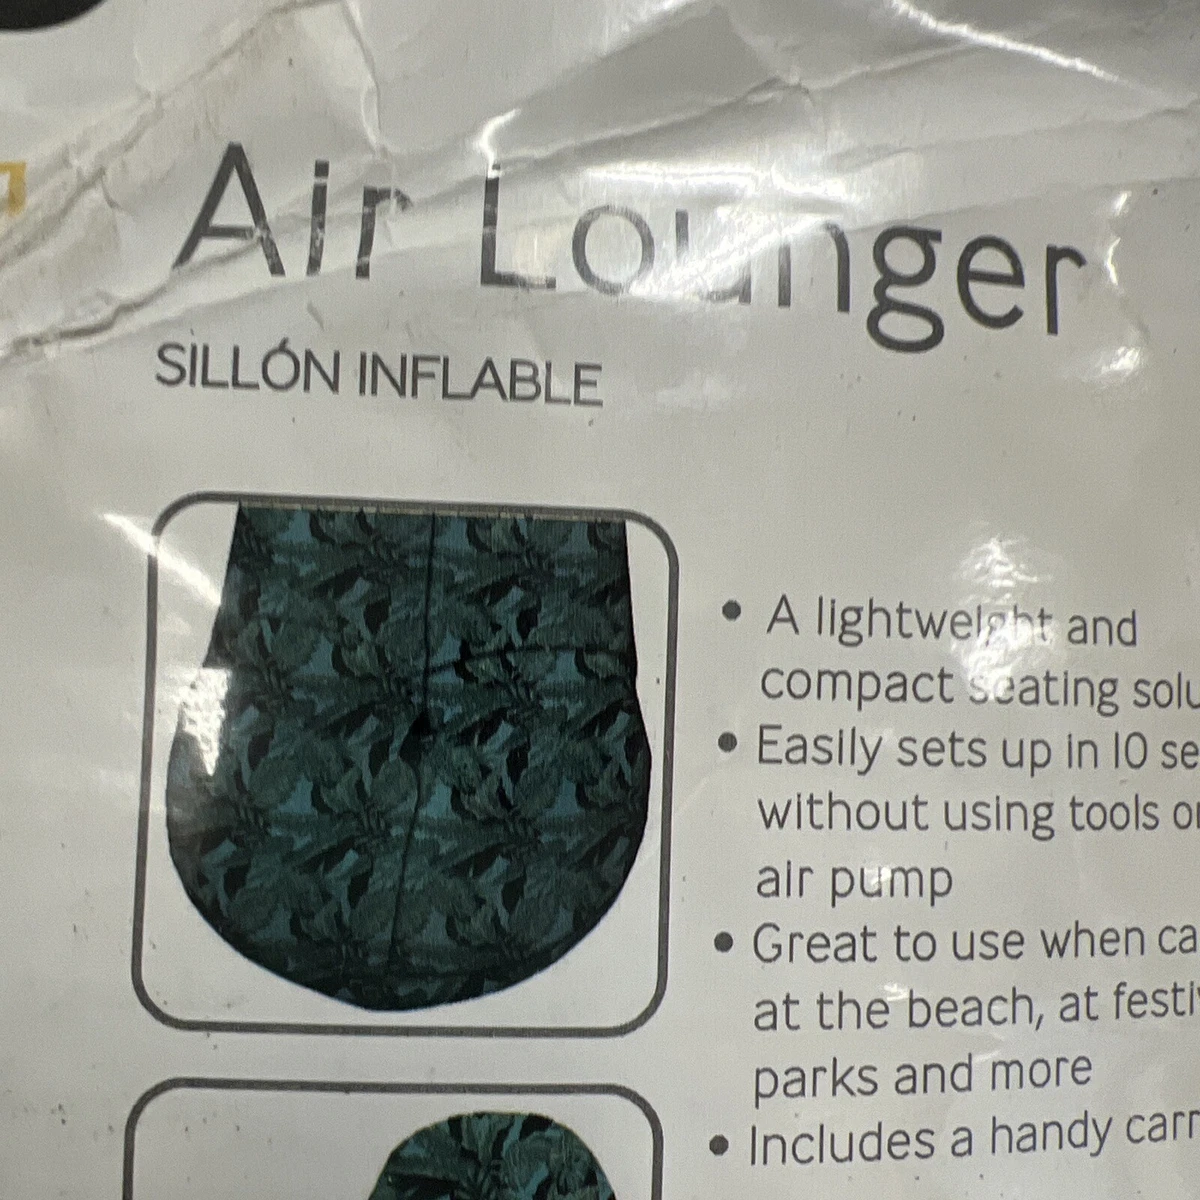 Air Lounger
SILLÓN INFLABLE
• A lightweight and
compact seating
• Easily sets up in 10
without using tools
air pump
• Great to use when
at the beach, at
parks and more
• Includes a handy